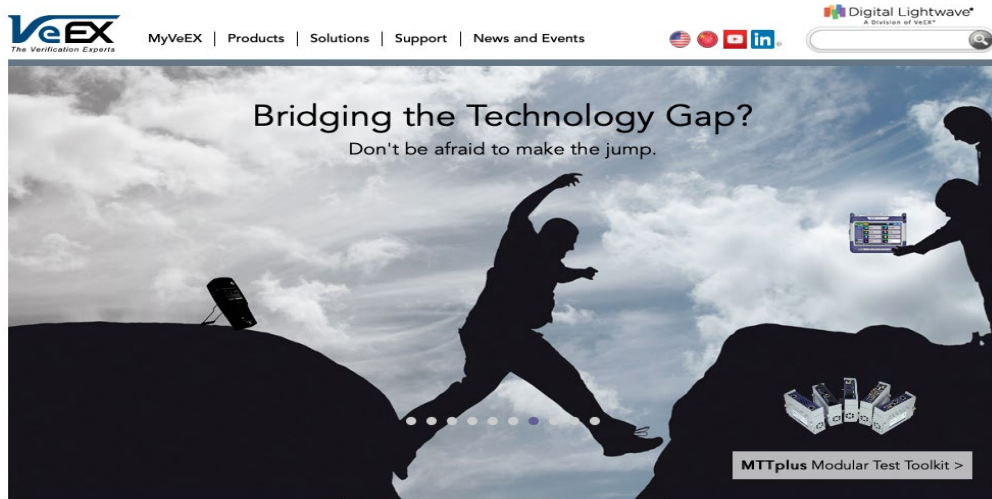 VeEX
The Verification Experts
MyVeEX | Products | Solutions | Support | News and Events
in
Digital Lightwave
A Division of VeEX
Bridging the Technology Gap?
Don't be afraid to make the jump.
MTTplus Modular Test Toolkit >